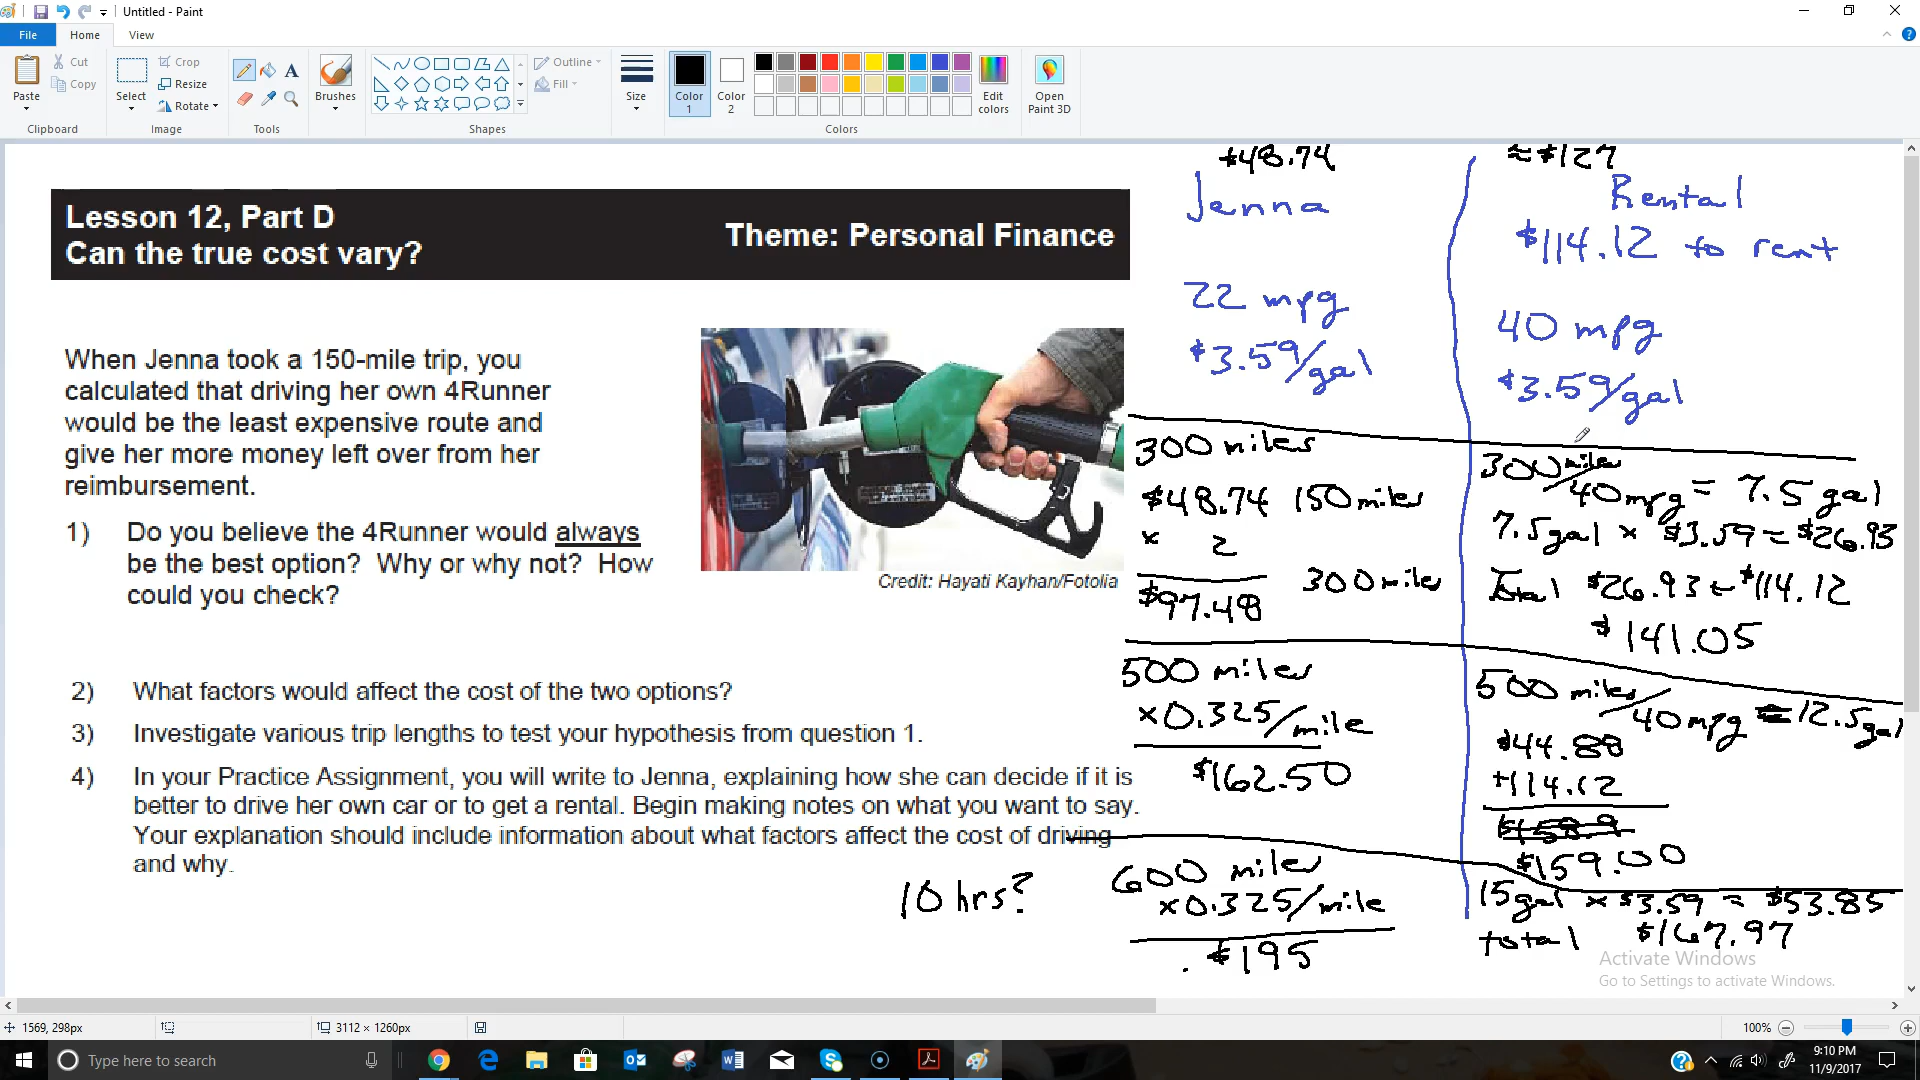 Untitled - Paint
File Home View
Paste
Cut
Copy
Clipboard
Select
Crop
Resize
Rotate
Image
A
Tools
Brushes
Outline
Fill
Shapes
Size
Color 1
Color 2
Edit colors
Colors
Open Paint 3D
Lesson 12, Part D
Can the true cost vary?
Theme: Personal Finance
When Jenna took a 150-mile trip, you
calculated that driving her own 4Runner
would be the least expensive route and
give her more money left over from her
reimbursement.
Credit: Hayati Kayhan/Fotolia
1) Do you believe the 4Runner would always
be the best option? Why or why not? How
could you check?
2) What factors would affect the cost of the two options?
3) Investigate various trip lengths to test your hypothesis from question 1.
4) In your Practice Assignment, you will write to Jenna, explaining how she can decide if it is
better to drive her own car or to get a rental. Begin making notes on what you want to say.
Your explanation should include information about what factors affect the cost of driving
and why.
10 hrs?
$48.74
Jenna
22 mpg
$3.59/gal
300 miles
$48.74 150 miles
x 2
$97.48 300 miles
500 miles
x0.325/mile
$162.50
600 miles
x0.325/mile
$195
≈$127
Rental
$114.12 to rent
40 mpg
$3.59/gal
300 miles/40mpg = 7.5 gal
7.5gal x $3.59 = $26.93
Total $26.93 + $114.12
$141.05
500 miles/40mpg = 12.5gal
$44.88
+114.12
$158.9
$159.00
15gal x $3.59 = $53.85
total $167.97
Activate Windows
Go to Settings to activate Windows.
1569, 298px
3112 × 1260px
100%
Type here to search
9:10 PM
11/9/2017